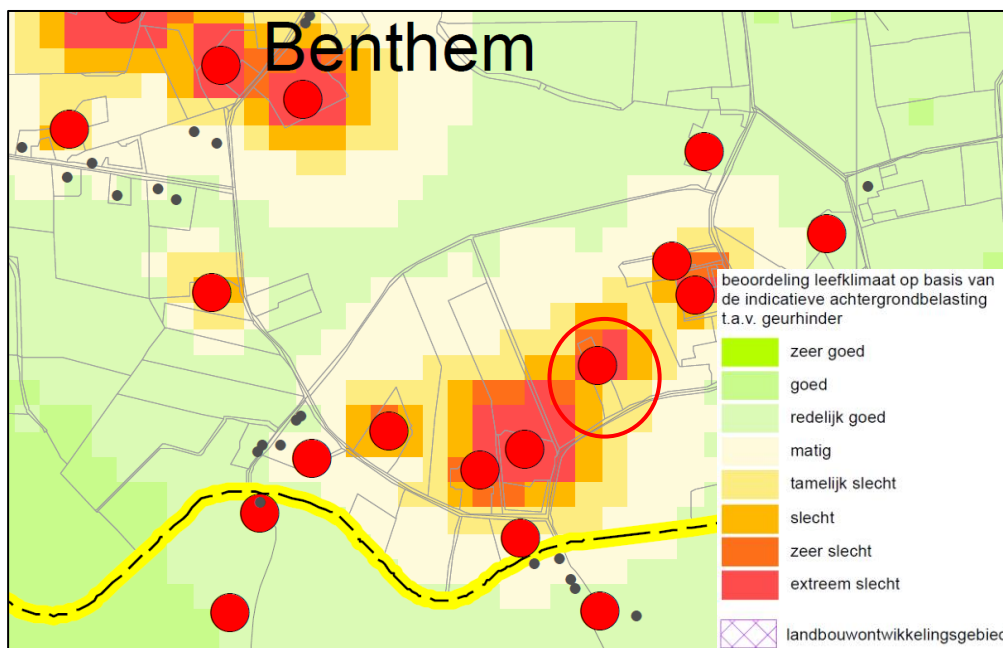 Benthem
beoordeling leefklimaat op basis van
de indicatieve achtergrondbelasting
t.a.v. geurhinder
zeer goed
goed
redelijk goed
matig
tamelijk slecht
slecht
zeer slecht
extreem slecht
landbouwontwikkelingsgebied